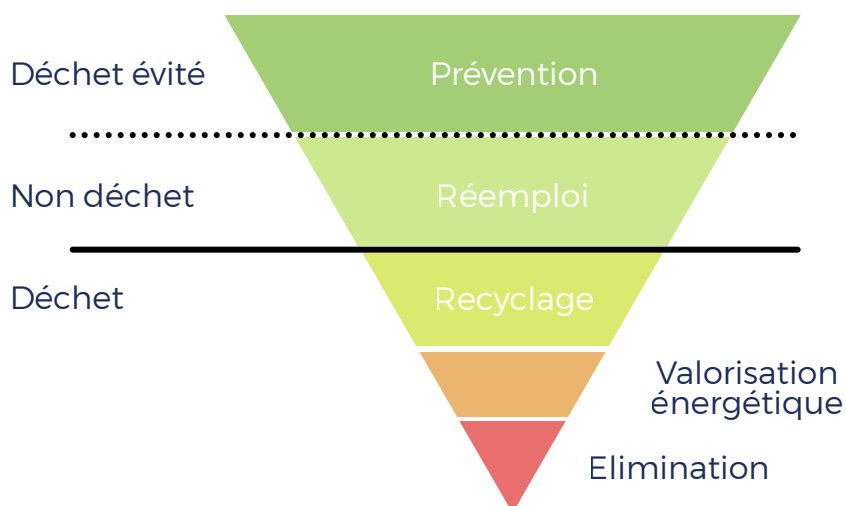 Déchet évité
Prévention
Non déchet
Réemploi
Déchet
Recyclage
Valorisation
énergétique
Elimination